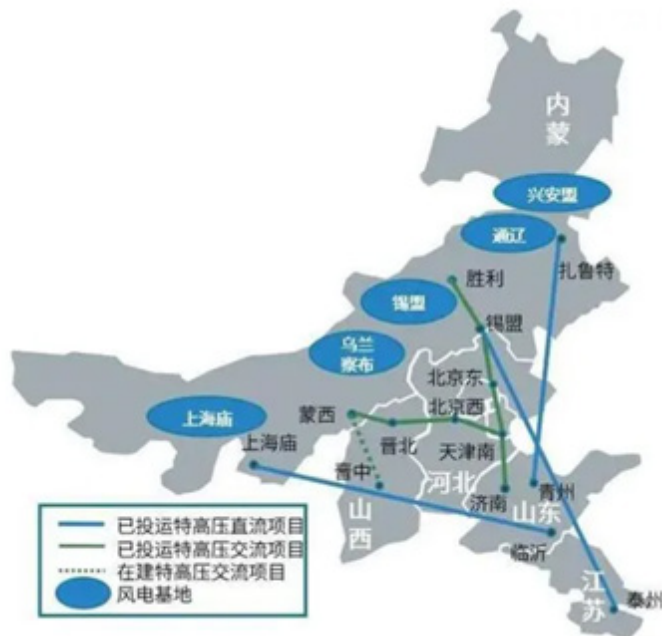 内
蒙
兴安盟
通辽
扎鲁特
胜利
锡盟
锡盟
乌兰
察布
北京东
北京西
上海庙
蒙西
上海庙
晋北
天津南
晋中
河北
济南
青州
山
西
山东
临沂
江
苏
泰州
已投运特高压直流项目
已投运特高压交流项目
在建特高压交流项目
风电基地